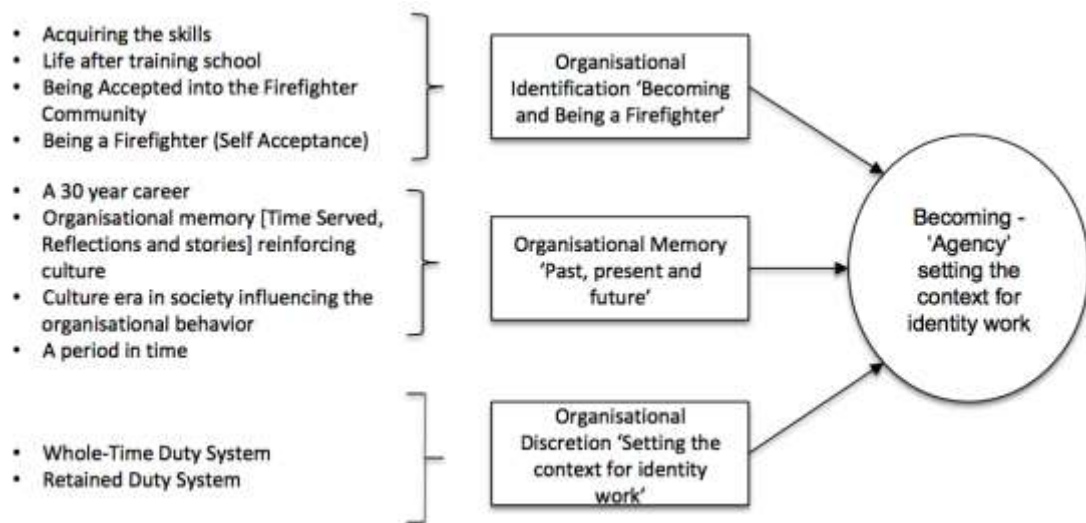 • Acquiring the skills
• Life after training school
• Being Accepted into the Firefighter
Community
• Being a Firefighter (Self Acceptance)
• A 30 year career
• Organisational memory [Time Served,
Reflections and stories] reinforcing
culture
• Culture era in society influencing the
organisational behavior
• A period in time
• Whole-Time Duty System
• Retained Duty System
Organisational
Identification ‘Becoming
and Being a Firefighter’
Organisational Memory
‘Past, present and
future’
Organisational
Discretion ‘Setting the
context for identity
work’
Becoming -
‘Agency’
setting the
context for
identity work